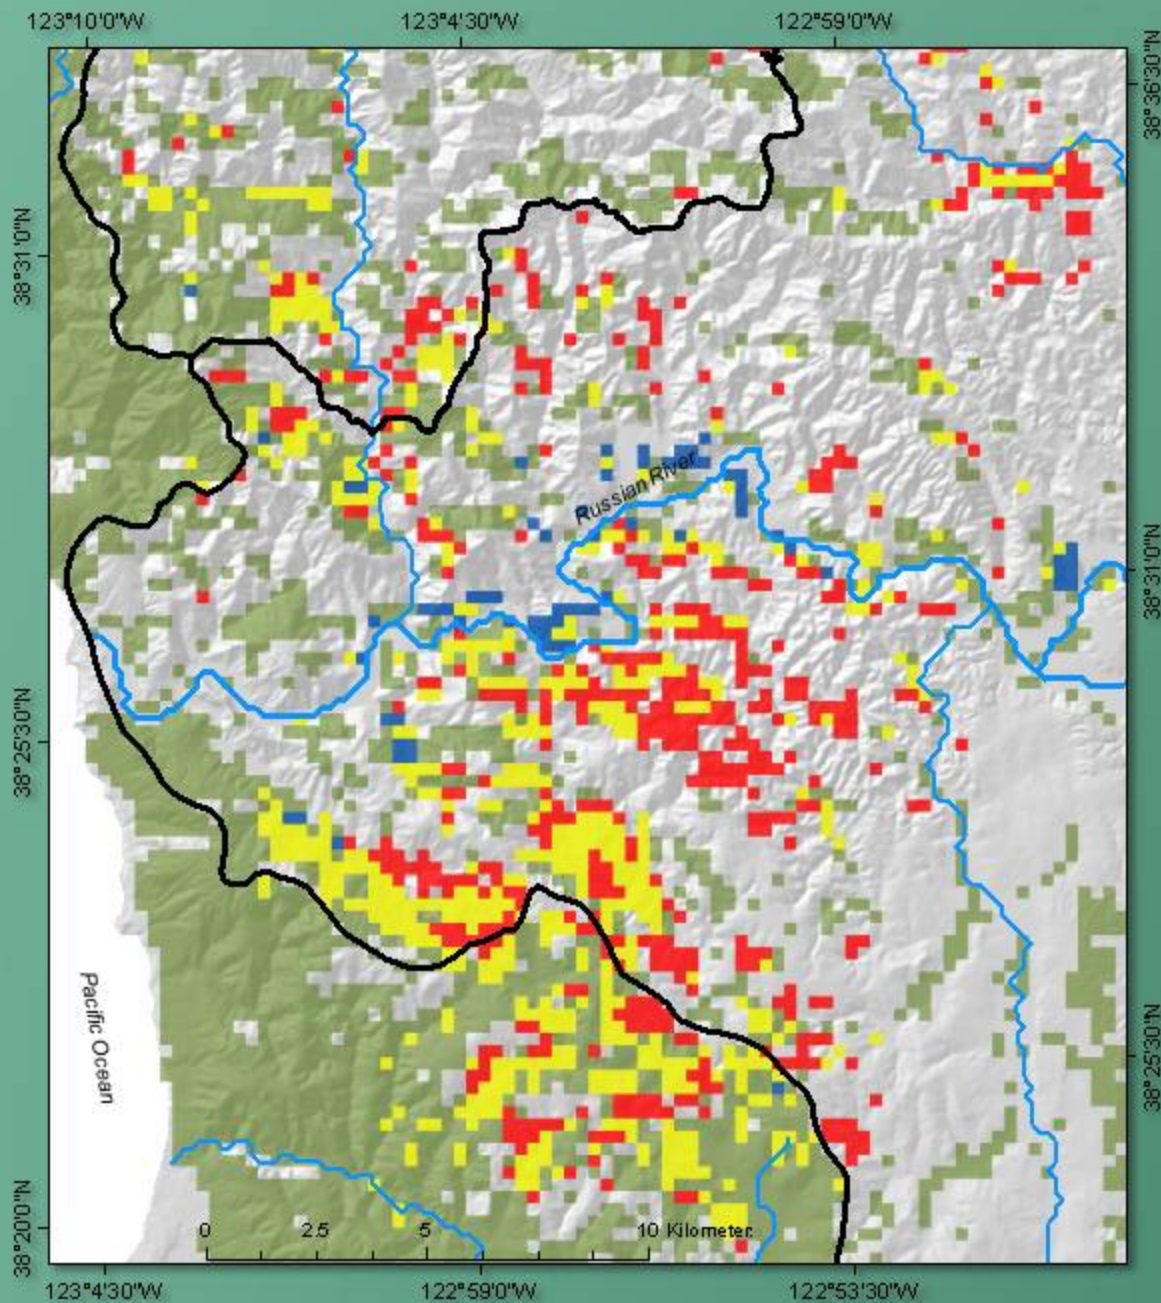 123°10'0"W 123°4'30"W 122°59'0"W
38°36'30"N
38°31'0"N
Russian River
38°31'0"N
38°25'30"N
Pacific Ocean
38°25'30"N
38°20'0"N
0 2.5 5 10 Kilometer
123°4'30"W 122°59'0"W 122°53'30"W